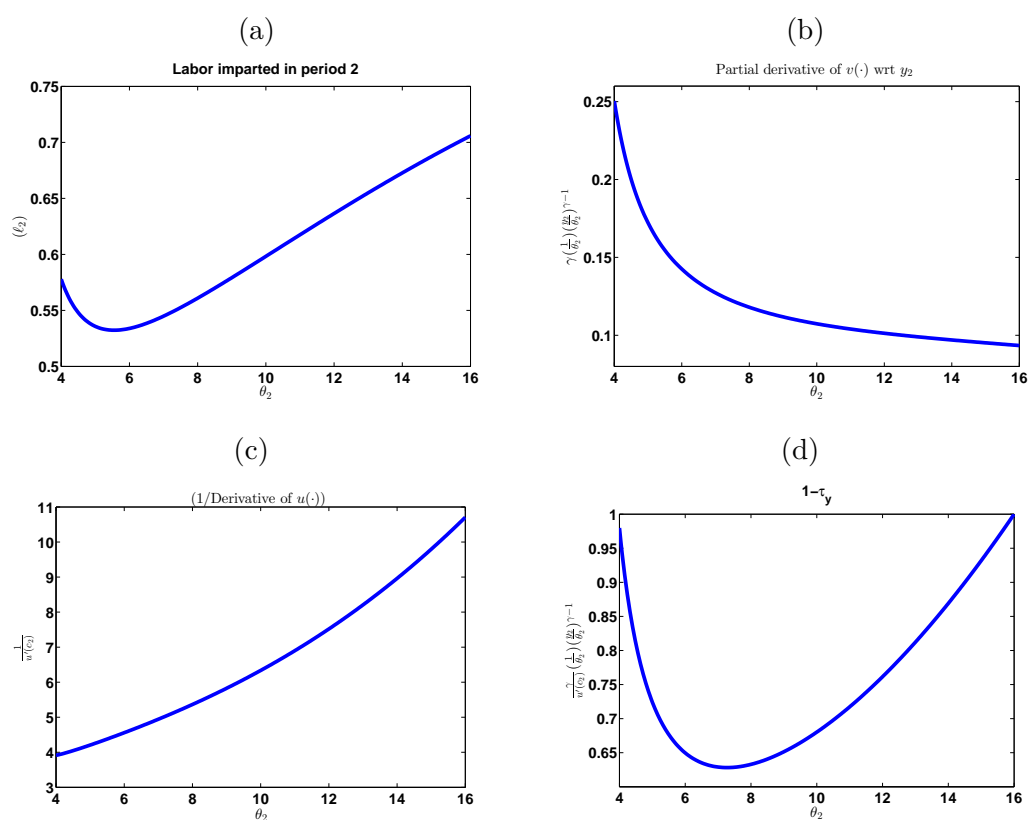 (a)
Labor imparted in period 2
0.75
0.7
0.65
0.6
0.55
0.5
(ℓ₂)
4 6 8 10 12 14 16
θ₂
(b)
Partial derivative of v(·) wrt y₂
0.25
0.2
0.15
0.1
γ(1/θ₂)(y₂/θ₂)^γ−1
4 6 8 10 12 14 16
θ₂
(c)
(1/Derivative of u(·))
11
10
9
8
7
6
5
4
3
1/u′(c₂)
4 6 8 10 12 14 16
θ₂
(d)
1−τ_y
1
0.95
0.9
0.85
0.8
0.75
0.7
0.65
γ/u′(c₂)(1/θ₂)(y₂/θ₂)^γ−1
4 6 8 10 12 14 16
θ₂